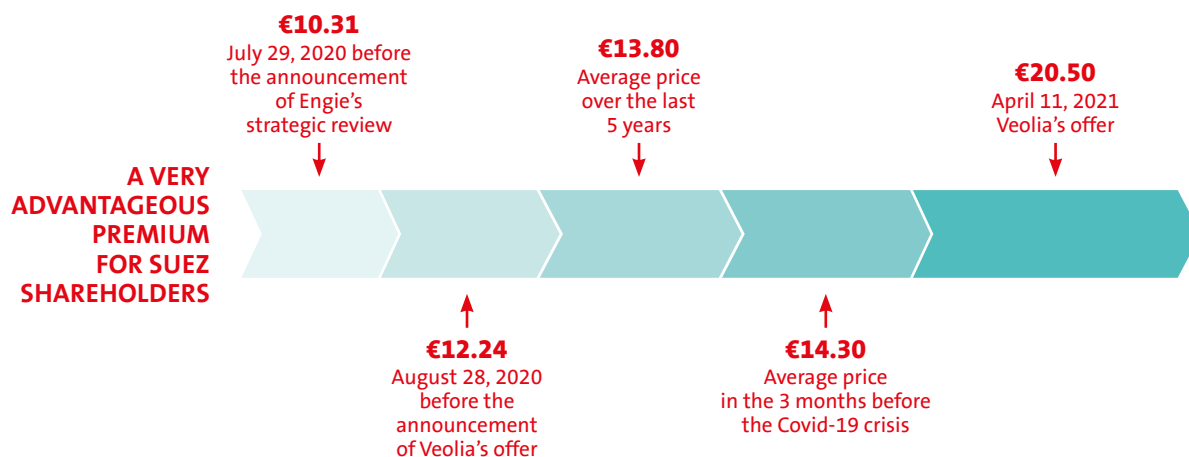 €10.31
July 29, 2020 before
the announcement
of Engie’s
strategic review
€13.80
Average price
over the last
5 years
€20.50
April 11, 2021
Veolia’s offer
A VERY
ADVANTAGEOUS
PREMIUM
FOR SUEZ
SHAREHOLDERS
€12.24
August 28, 2020
before the
announcement
of Veolia’s offer
€14.30
Average price
in the 3 months before
the Covid-19 crisis